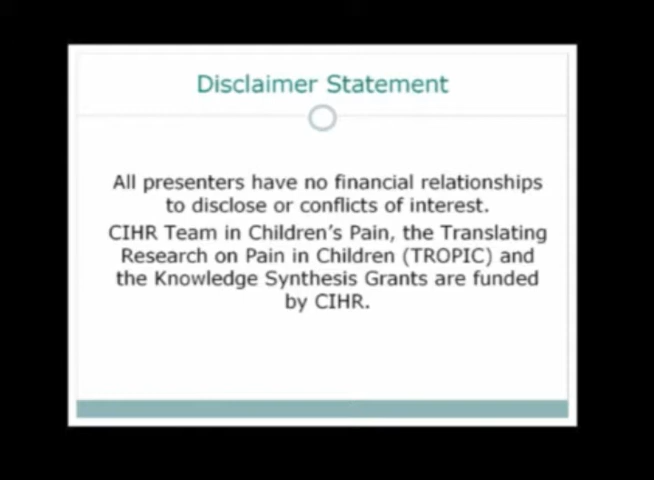 Disclaimer Statement
All presenters have no financial relationships
to disclose or conflicts of interest.
CIHR Team in Children's Pain, the Translating
Research on Pain in Children (TROPIC) and
the Knowledge Synthesis Grants are funded
by CIHR.